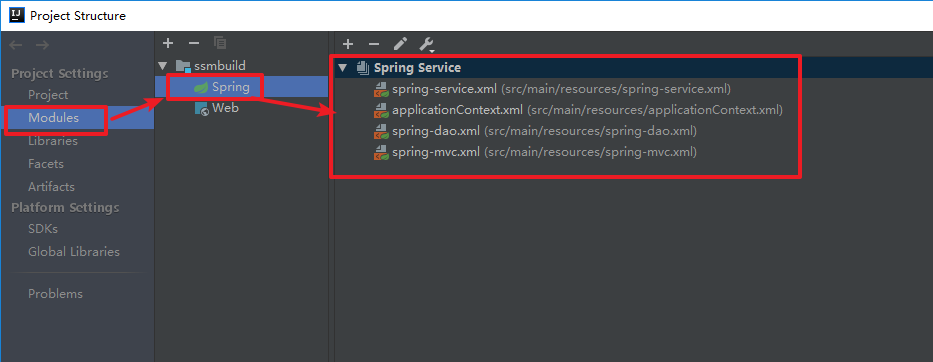 Project Structure
Project Settings
Project
Modules
Libraries
Facets
Artifacts
Platform Settings
SDKs
Global Libraries
Problems
ssmbuild
Spring
Web
Spring Service
spring-service.xml (src/main/resources/spring-service.xml)
applicationContext.xml (src/main/resources/applicationContext.xml)
spring-dao.xml (src/main/resources/spring-dao.xml)
spring-mvc.xml (src/main/resources/spring-mvc.xml)